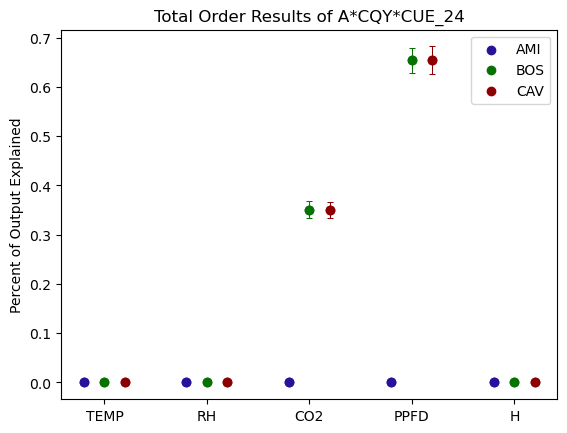 Total Order Results of A*CQY*CUE_24
Percent of Output Explained
0.7
0.6
0.5
0.4
0.3
0.2
0.1
0.0
AMI
BOS
CAV
TEMP RH CO2 PPFD H